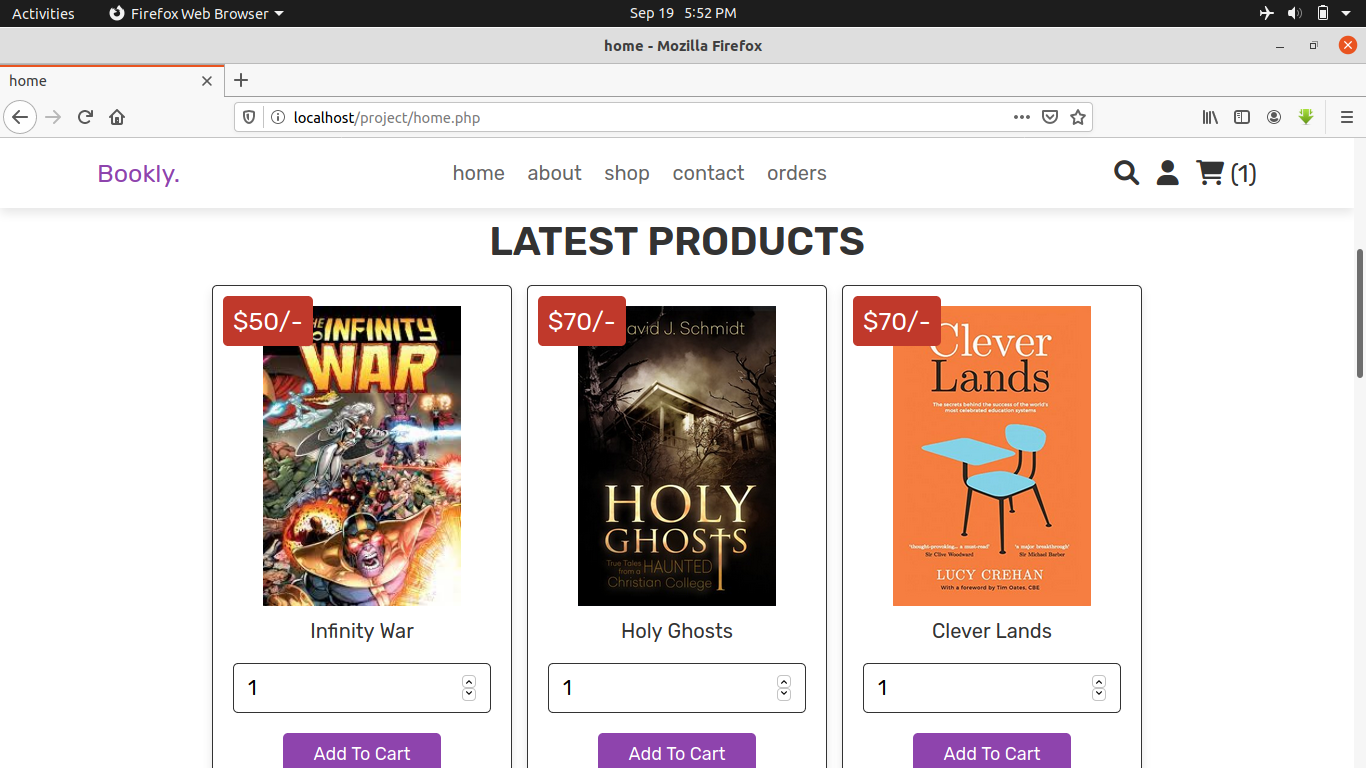 Activities
Firefox Web Browser
Sep 19 5:52 PM
home - Mozilla Firefox
home
localhost/project/home.php
Bookly.
home about shop contact orders
(1)
LATEST PRODUCTS
$50/-
INFINITY
WAR
Infinity War
1
Add To Cart
$70/-
avid J. Schmidt
HOLY
GHOSTS
True Tales
from a HAUNTED
Christian College
Holy Ghosts
1
Add To Cart
$70/-
Clever
Lands
The secrets behind the success of the world's
most celebrated education systems
'thought-provoking... a must-read'
Sir Clive Woodward
'a major breakthrough'
Sir Michael Barber
LUCY CREHAN
With a foreword by Tim Oates, CBE
Clever Lands
1
Add To Cart